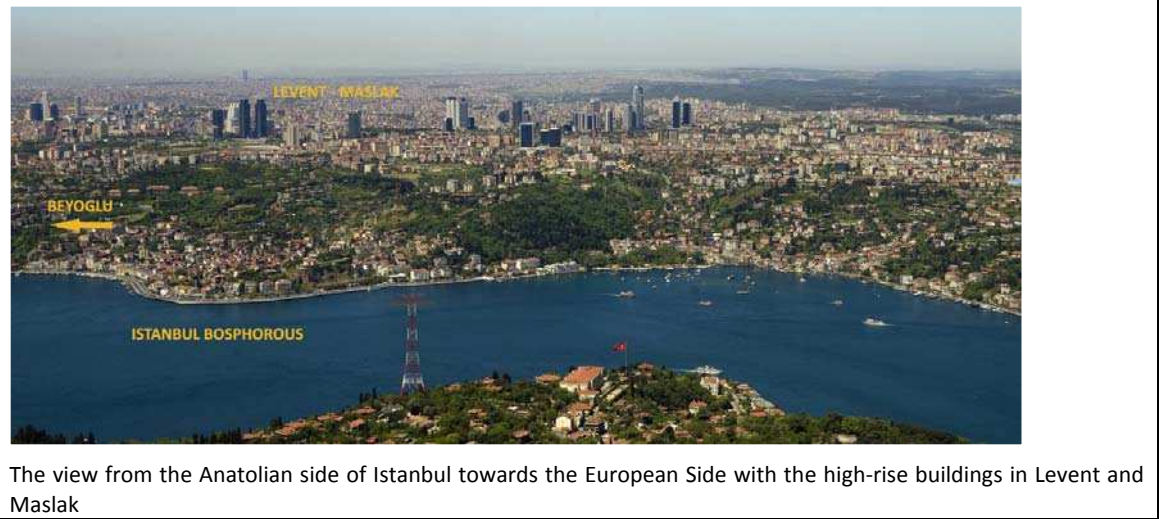 LEVENT - MASLAK
BEYOGLU
ISTANBUL BOSPHOROUS
The view from the Anatolian side of Istanbul towards the European Side with the high-rise buildings in Levent and
Maslak